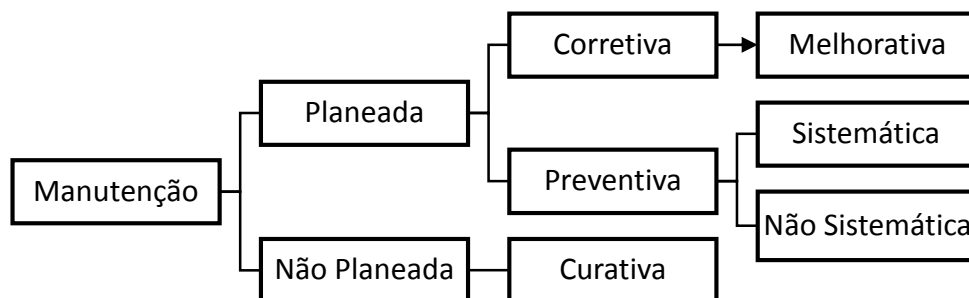 Corretiva
Melhorativa
Planeada
Sistemática
Preventiva
Manutenção
Não Sistemática
Não Planeada
Curativa